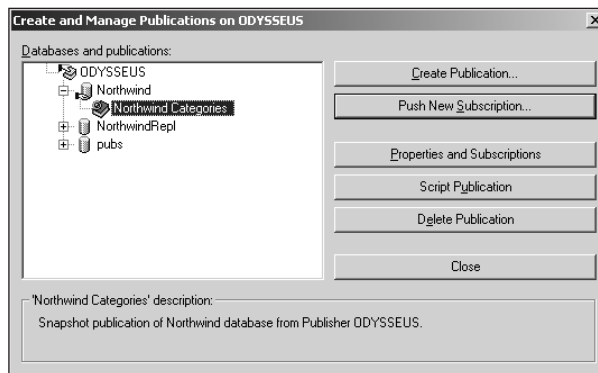 Create and Manage Publications on ODYSSEUS
Databases and publications:
ODYSSEUS
Northwind
Northwind Categories
NorthwindRepl
pubs
Create Publication...
Push New Subscription...
Properties and Subscriptions
Script Publication
Delete Publication
Close
'Northwind Categories' description:
Snapshot publication of Northwind database from Publisher ODYSSEUS.